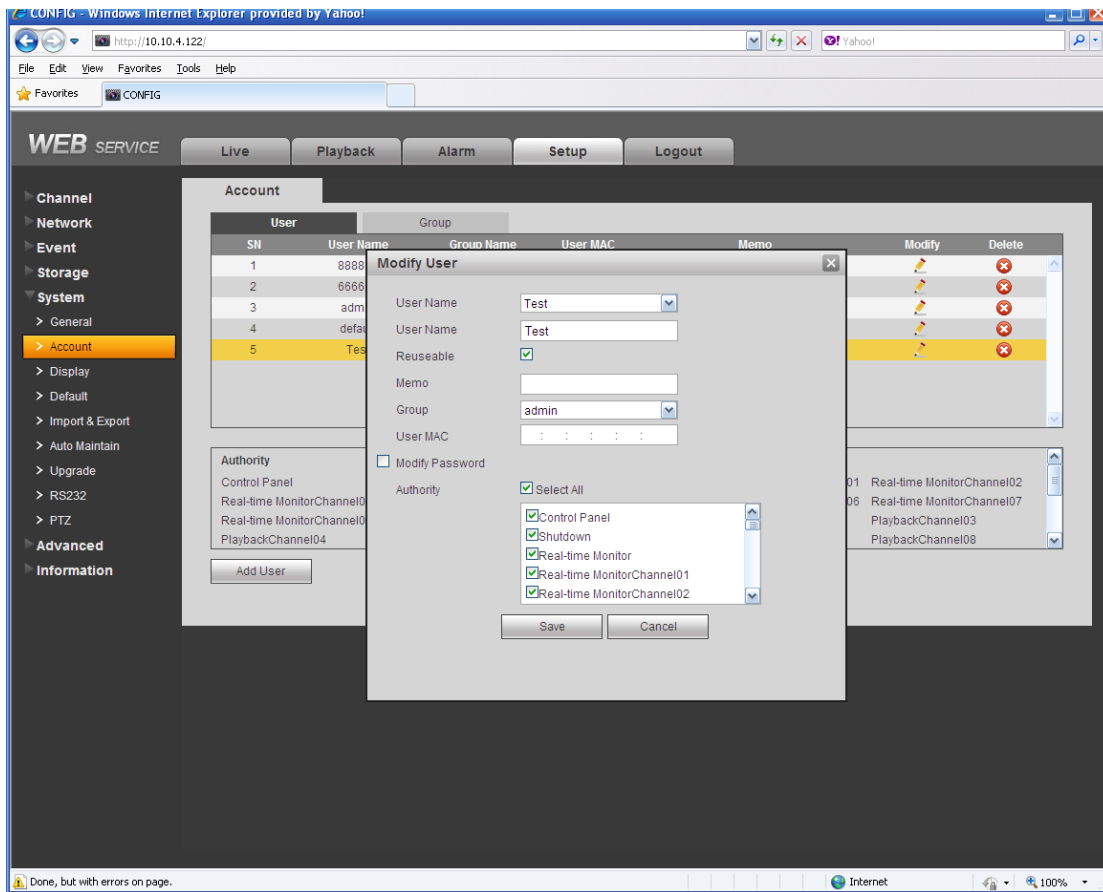 CONFIG - Windows Internet Explorer provided by Yahoo!
http://10.10.4.122/
Yahoo!
File Edit View Favorites Tools Help
Favorites CONFIG
WEB SERVICE
Live Playback Alarm Setup Logout
Channel
Network
Event
Storage
System
> General
> Account
> Display
> Default
> Import & Export
> Auto Maintain
> Upgrade
> RS232
> PTZ
Advanced
Information
Account
User Group
SN User Name Group Name User MAC Memo Modify Delete
1 8888
2 6666
3 adm
4 defau
5 Tes
Authority
Control Panel
01 Real-time MonitorChannel02
Real-time MonitorChannel0
06 Real-time MonitorChannel07
Real-time MonitorChannel0
PlaybackChannel03
PlaybackChannel04
PlaybackChannel08
Add User
Modify User
User Name Test
User Name Test
Reuseable
Memo
Group admin
User MAC : : : : :
Modify Password
Authority Select All
Control Panel
Shutdown
Real-time Monitor
Real-time MonitorChannel01
Real-time MonitorChannel02
Save Cancel
Done, but with errors on page. Internet 100%